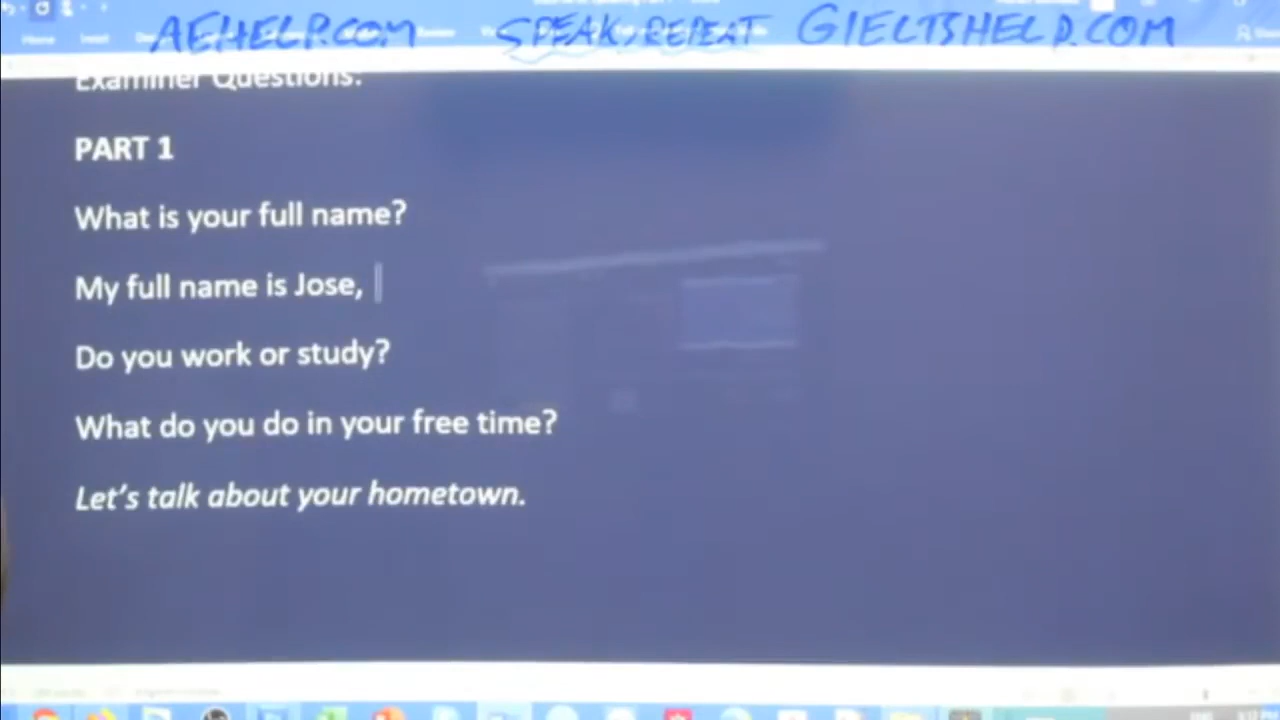 AEHELP.COM SPEAK, REPEAT GIELTSHELP.COM
Home Insert
Examiner Questions:
PART 1
What is your full name?
My full name is Jose,
Do you work or study?
What do you do in your free time?
Let's talk about your hometown.